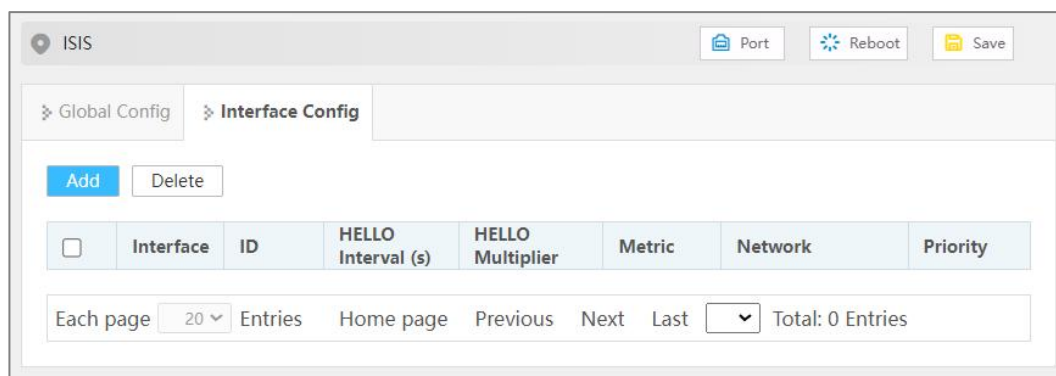 ISIS Port Reboot Save
Global Config Interface Config
Add Delete
Interface ID HELLO Interval (s) HELLO Multiplier Metric Network Priority
Each page 20 Entries Home page Previous Next Last Total: 0 Entries